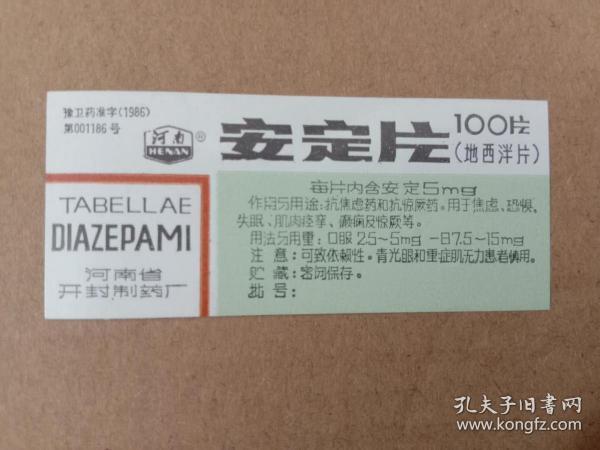 豫卫药准字(1986)
第001186号
河南
HENAN
®
安定片
100片
(地西泮片)
TABELLAE
DIAZEPAMI
河南省
开封制药厂
每片内含安定5mg
作用与用途:抗焦虑药和抗惊厥药。用于焦虑、恐惧、
失眠、肌肉痉挛、癫痫及惊厥等。
用法与用量:口服2.5~5mg 一日7.5~15mg
注 意:可致依赖性。青光眼和重症肌无力患者慎用。
贮 藏:密闭保存。
批 号:
孔夫子旧书网
www.kongfz.com